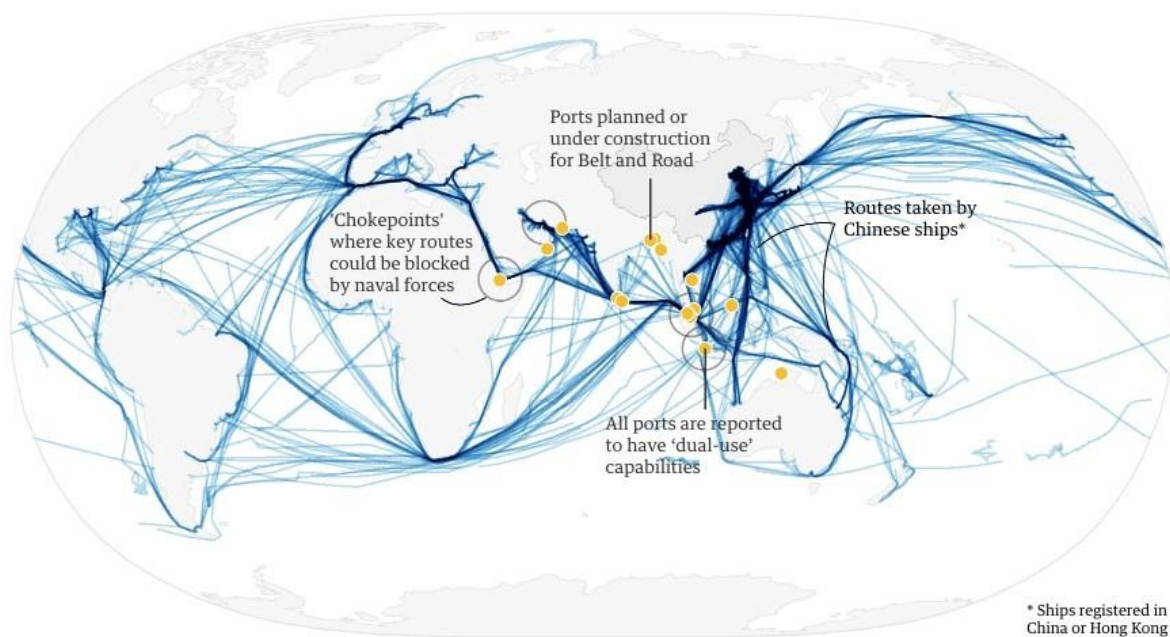 Ports planned or
under construction
for Belt and Road
‘Chokepoints’
where key routes
could be blocked
by naval forces
Routes taken by
Chinese ships*
All ports are reported
to have ‘dual-use’
capabilities
* Ships registered in
China or Hong Kong